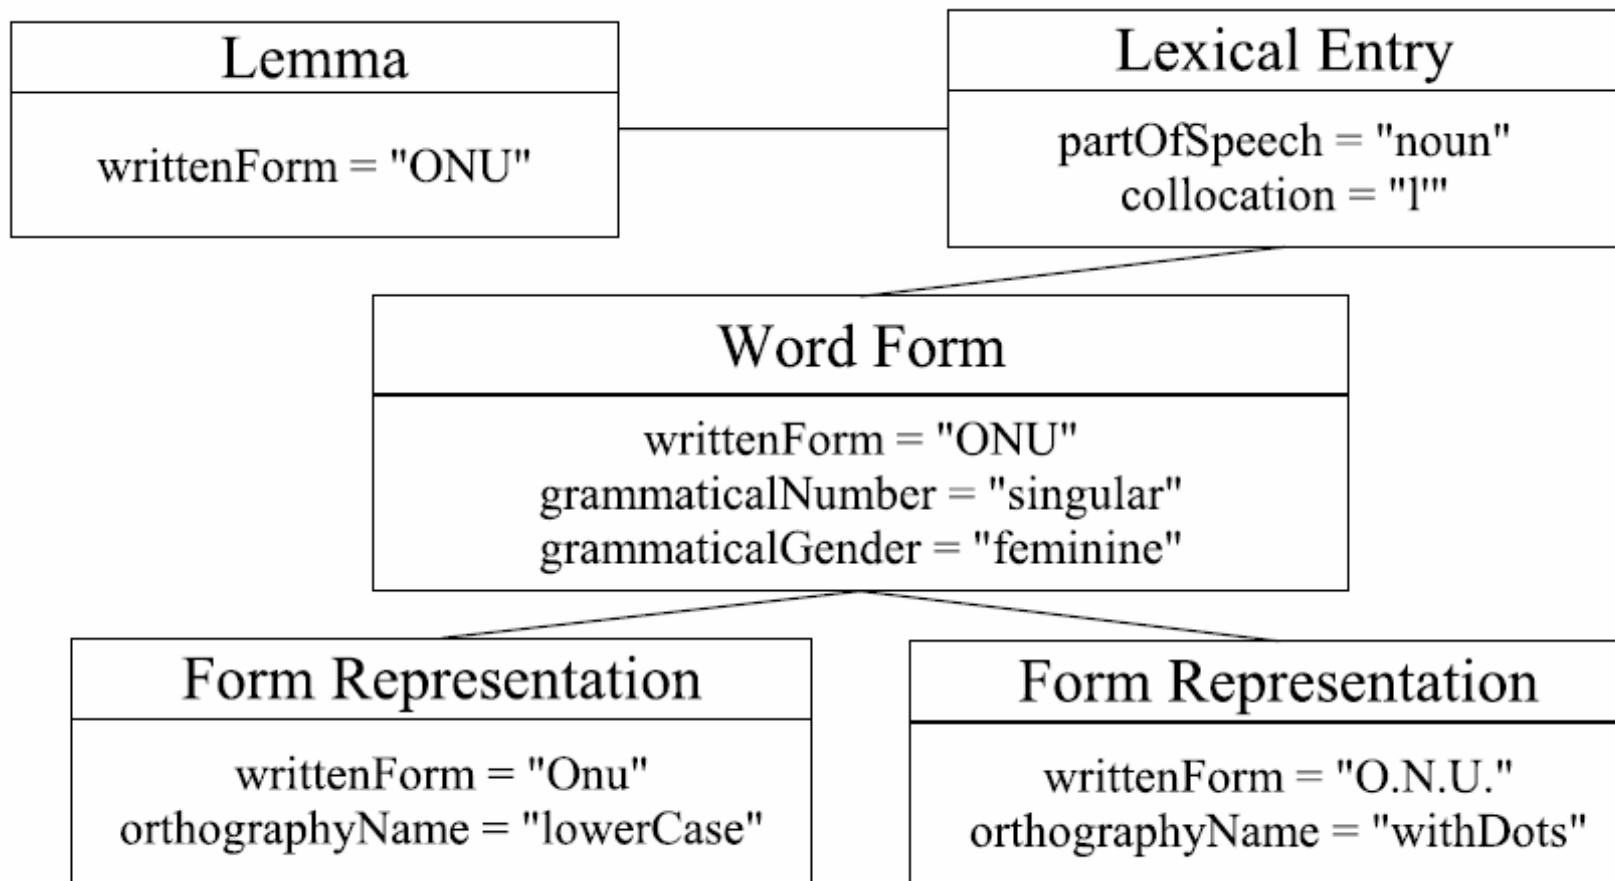 Lemma
writtenForm = "ONU"
Lexical Entry
partOfSpeech = "noun"
collocation = "l'"
Word Form
writtenForm = "ONU"
grammaticalNumber = "singular"
grammaticalGender = "feminine"
Form Representation
writtenForm = "Onu"
orthographyName = "lowerCase"
Form Representation
writtenForm = "O.N.U."
orthographyName = "withDots"